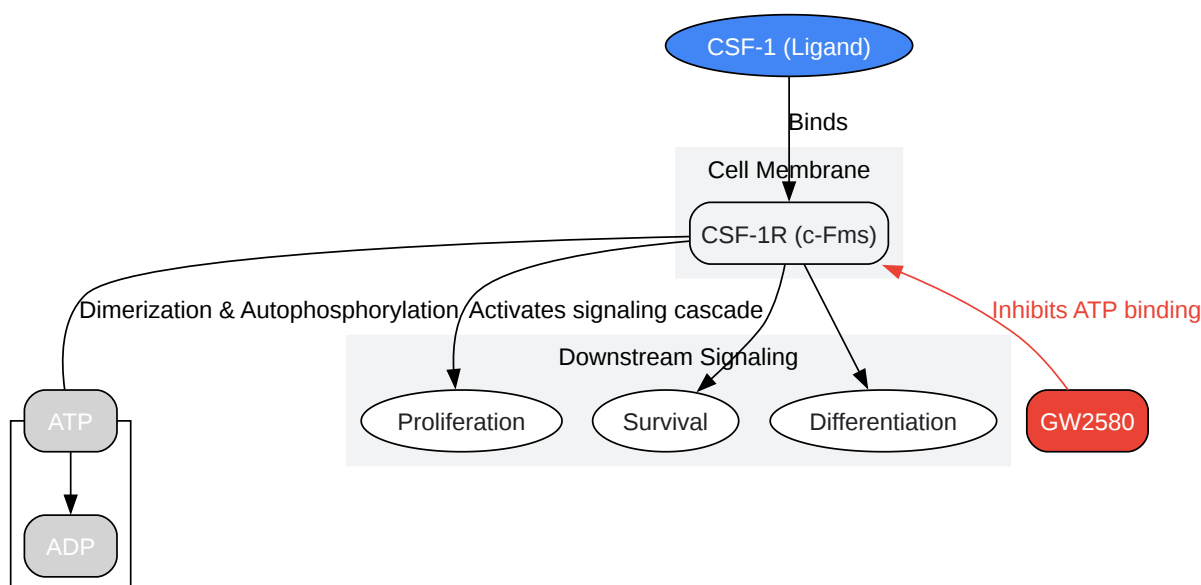 CSF-1 (Ligand)
Binds
Cell Membrane
CSF-1R (c-Fms)
Dimerization & Autophosphorylation
Activates signaling cascade
Inhibits ATP binding
Downstream Signaling
ATP
Proliferation
Survival
Differentiation
GW2580
ADP